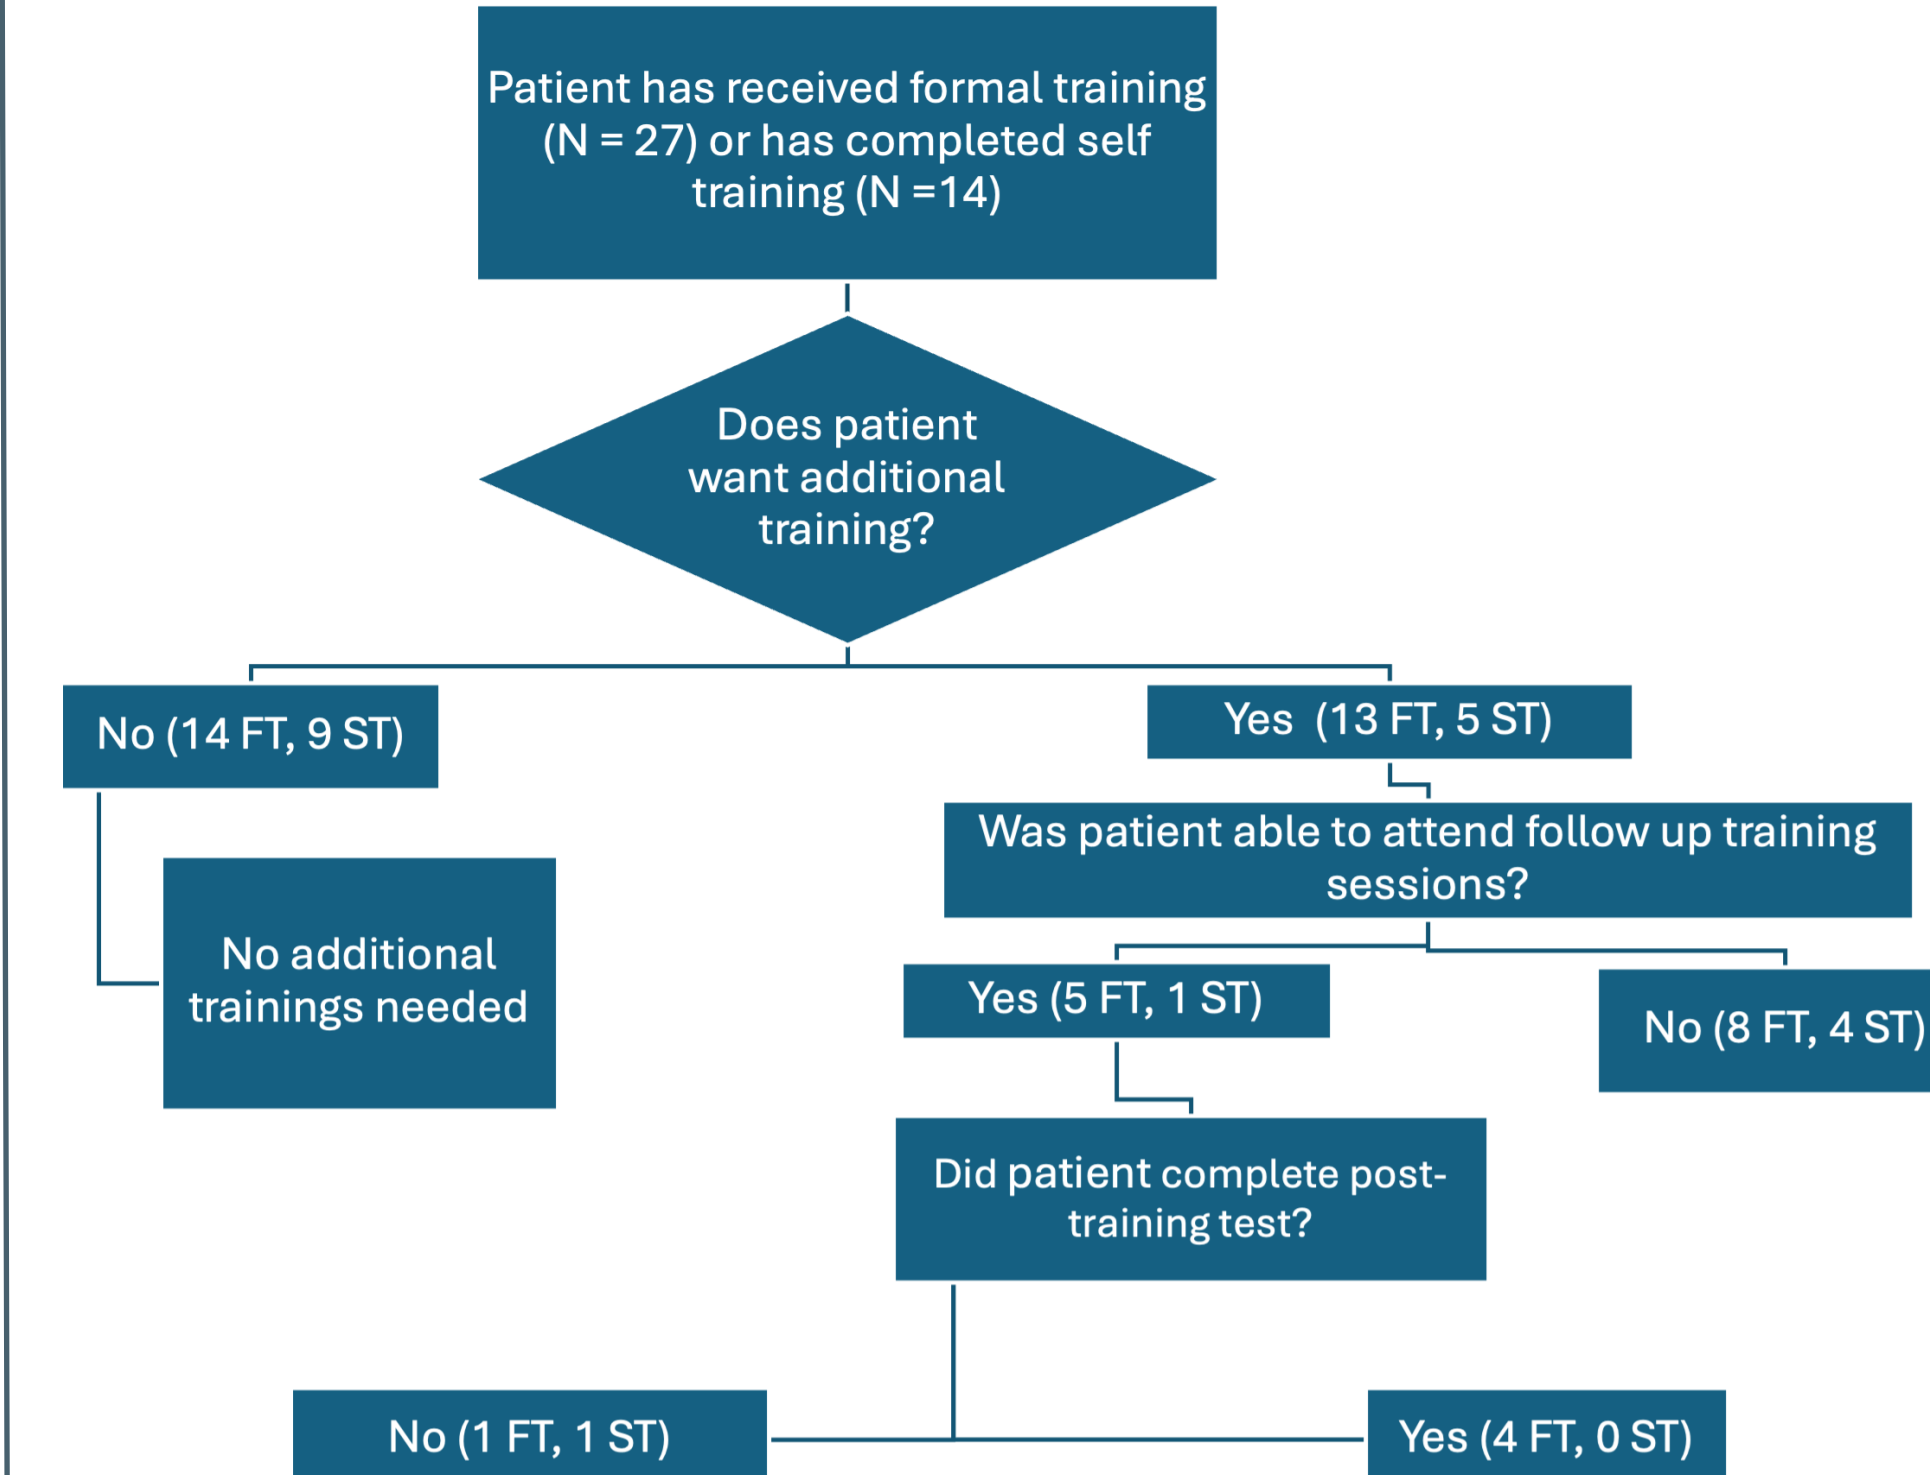 Patient has received formal training
(N = 27) or has completed self
training (N =14)
Does patient
want additional
training?
No (14 FT, 9 ST)
Yes  (13 FT, 5 ST)
Was patient able to attend follow up training
sessions?
No additional
trainings needed
Yes (5 FT, 1 ST)
No (8 FT, 4 ST)
Did patient complete post-
training test?
No (1 FT, 1 ST)
Yes (4 FT, 0 ST)